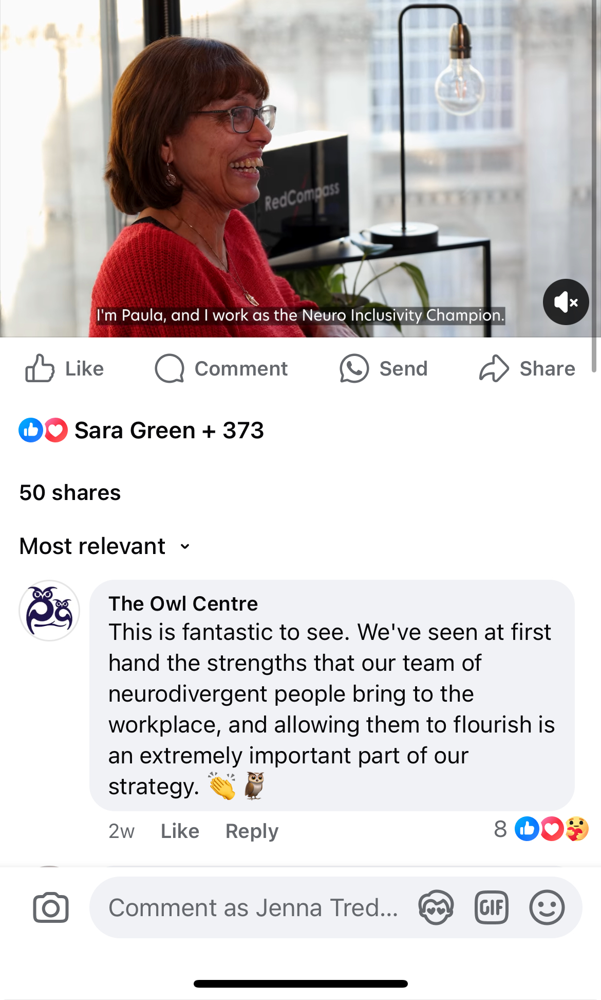 RedCompass
I'm Paula, and I work as the Neuro Inclusivity Champion.
Like Comment Send Share
Sara Green + 373
50 shares
Most relevant
The Owl Centre
This is fantastic to see. We've seen at first
hand the strengths that our team of
neurodivergent people bring to the
workplace, and allowing them to flourish is
an extremely important part of our
strategy. 👏🦉
2w Like Reply 8
Comment as Jenna Tred... GIF